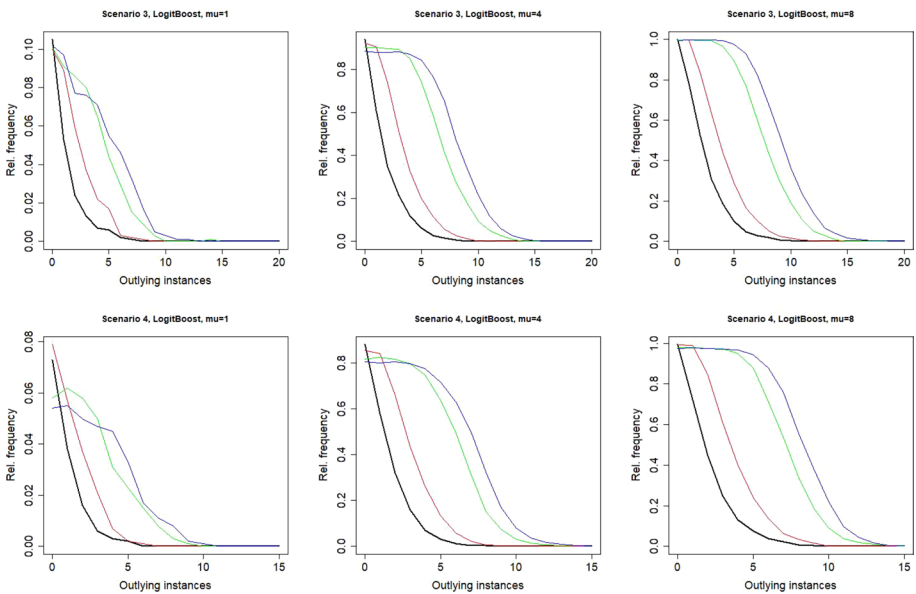 Scenario 3, LogitBoost, mu=1
Rel. frequency
0.10
0.08
0.06
0.04
0.02
0.00
0 5 10 15 20
Outlying instances
Scenario 3, LogitBoost, mu=4
Rel. frequency
0.8
0.6
0.4
0.2
0.0
0 5 10 15 20
Outlying instances
Scenario 3, LogitBoost, mu=8
Rel. frequency
1.0
0.8
0.6
0.4
0.2
0.0
0 5 10 15 20
Outlying instances
Scenario 4, LogitBoost, mu=1
Rel. frequency
0.08
0.06
0.04
0.02
0.00
0 5 10 15
Outlying instances
Scenario 4, LogitBoost, mu=4
Rel. frequency
0.8
0.6
0.4
0.2
0.0
0 5 10 15
Outlying instances
Scenario 4, LogitBoost, mu=8
Rel. frequency
1.0
0.8
0.6
0.4
0.2
0.0
0 5 10 15
Outlying instances